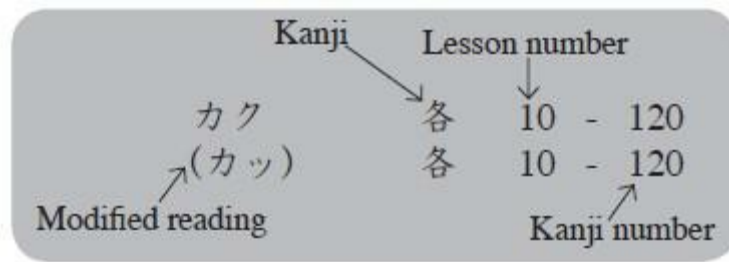 Kanji
Lesson number
カク 各 10 - 120
(カッ) 各 10 - 120
Modified reading
Kanji number